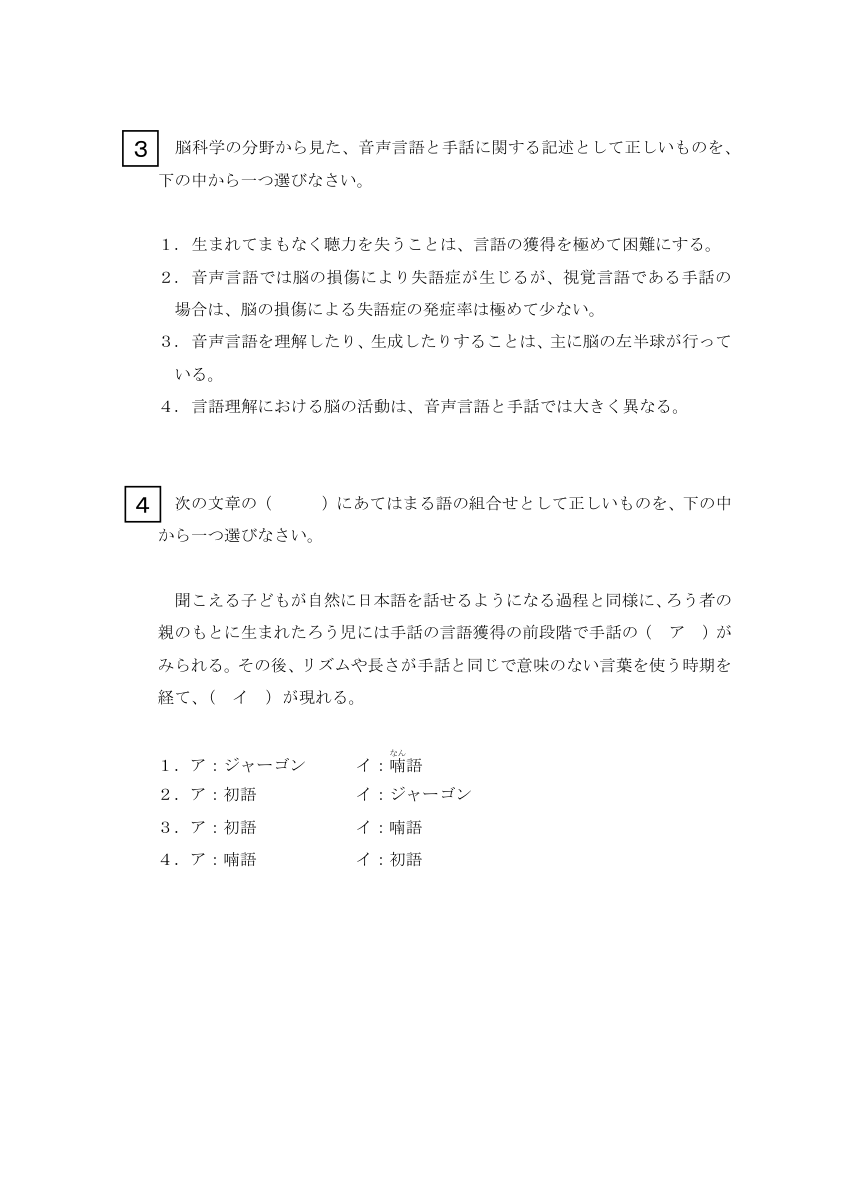 ３　脳科学の分野から見た、音声言語と手話に関する記述として正しいものを、
下の中から一つ選びなさい。
１．生まれてまもなく聴力を失うことは、言語の獲得を極めて困難にする。
２．音声言語では脳の損傷により失語症が生じるが、視覚言語である手話の
場合は、脳の損傷による失語症の発症率は極めて少ない。
３．音声言語を理解したり、生成したりすることは、主に脳の左半球が行って
いる。
４．言語理解における脳の活動は、音声言語と手話では大きく異なる。
４　次の文章の（　　　）にあてはまる語の組合せとして正しいものを、下の中
から一つ選びなさい。
聞こえる子どもが自然に日本語を話せるようになる過程と同様に、ろう者の
親のもとに生まれたろう児には手話の言語獲得の前段階で手話の（　ア　）が
みられる。その後、リズムや長さが手話と同じで意味のない言葉を使う時期を
経て、（　イ　）が現れる。
なん
１．ア：ジャーゴン　　　イ：喃語
２．ア：初語　　　イ：ジャーゴン
３．ア：初語　　　イ：喃語
４．ア：喃語　　　イ：初語